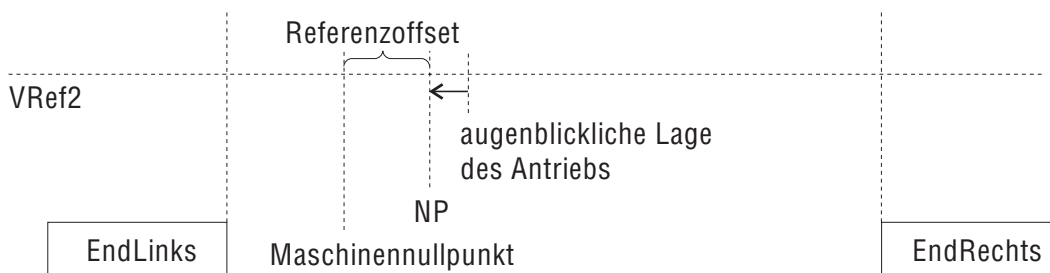 Referenzoffset
VRef2
augenblickliche Lage
des Antriebs
NP
EndLinks
Maschinennullpunkt
EndRechts